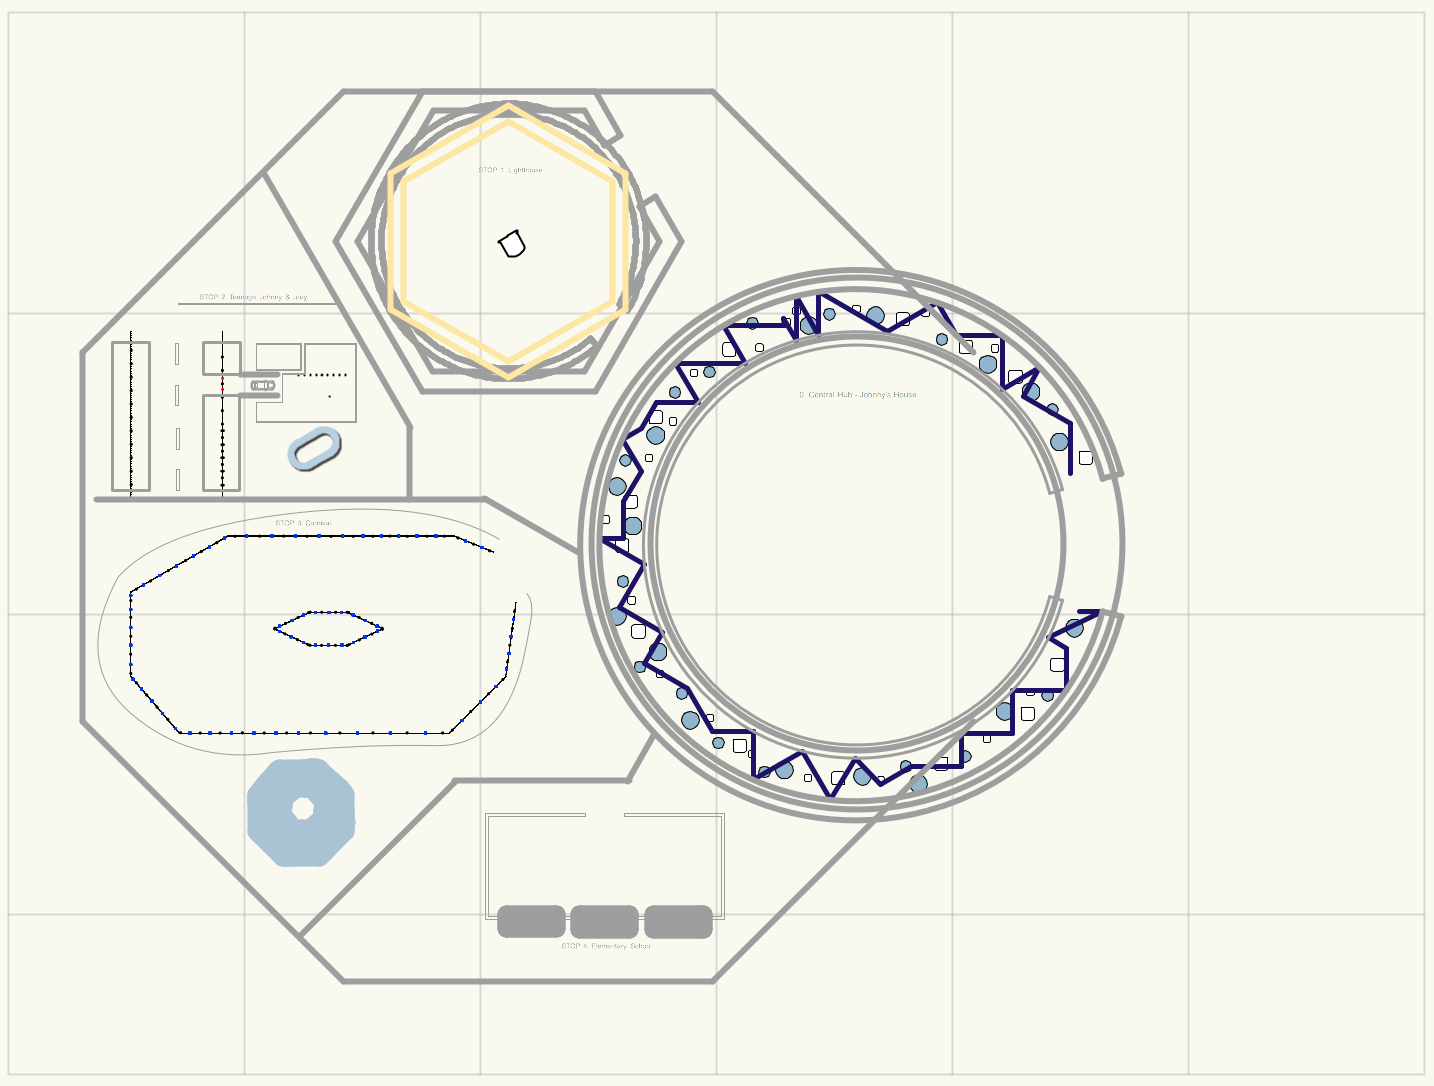 STOP 1. Lighthouse
STOP 2. Teenage Johnny & Joey
0. Central Hub - Johnny's House
STOP 3. Carnival
STOP 4. Elementary School